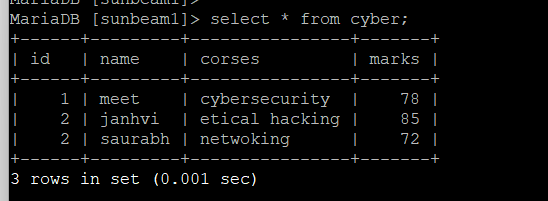 MariaDB [sunbeam1]>
MariaDB [sunbeam1]> select * from cyber;
+------+---------+----------------+-------+
| id   | name    | corses         | marks |
+------+---------+----------------+-------+
|    1 | meet    | cybersecurity  |    78 |
|    2 | janhvi  | etical hacking |    85 |
|    2 | saurabh | netwoking      |    72 |
+------+---------+----------------+-------+
3 rows in set (0.001 sec)